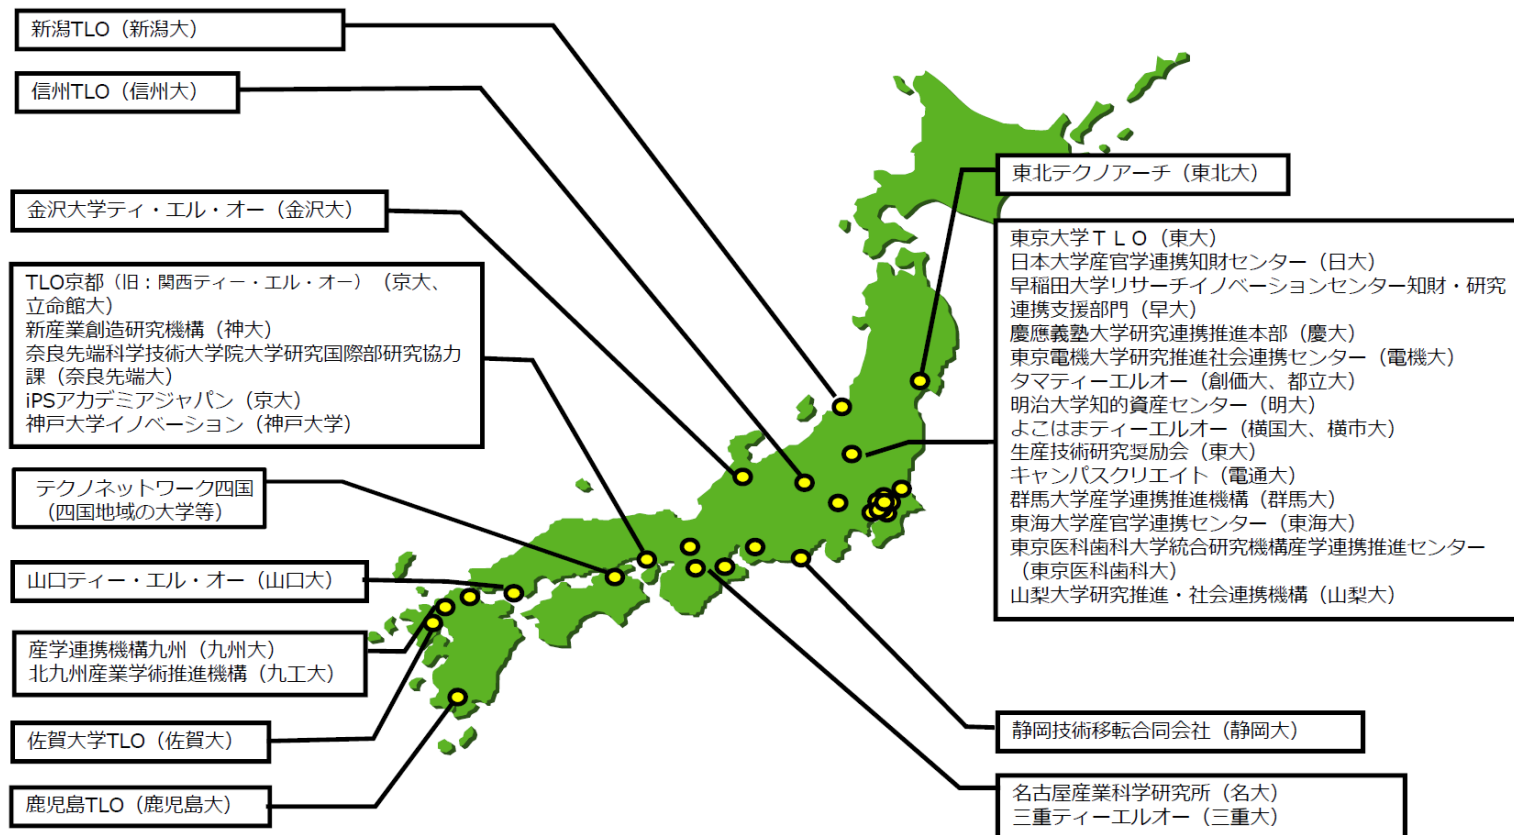 新潟TLO（新潟大）
信州TLO（信州大）
金沢大学ティ・エル・オー（金沢大）
TLO京都（旧：関西ティー・エル・オー）（京大、
立命館大）
新産業創造研究機構（神大）
奈良先端科学技術大学院大学研究国際部研究協力
課（奈良先端大）
iPSアカデミアジャパン（京大）
神戸大学イノベーション（神戸大学）
テクノネットワーク四国
（四国地域の大学等）
山口ティー・エル・オー（山口大）
産学連携機構九州（九州大）
北九州産業学術推進機構（九工大）
佐賀大学TLO（佐賀大）
鹿児島TLO（鹿児島大）
東北テクノアーチ（東北大）
東京大学ＴＬＯ（東大）
日本大学産官学連携知財センター（日大）
早稲田大学リサーチイノベーションセンター知財・研究
連携支援部門（早大）
慶應義塾大学研究連携推進本部（慶大）
東京電機大学研究推進社会連携センター（電機大）
タマティーエルオー（創価大、都立大）
明治大学知的資産センター（明大）
よこはまティーエルオー（横国大、横市大）
生産技術研究奨励会（東大）
キャンパスクリエイト（電通大）
群馬大学産学連携推進機構（群馬大）
東海大学産官学連携センター（東海大）
東京医科歯科大学統合研究機構産学連携推進センター
（東京医科歯科大）
山梨大学研究推進・社会連携機構（山梨大）
静岡技術移転合同会社（静岡大）
名古屋産業科学研究所（名大）
三重ティーエルオー（三重大）